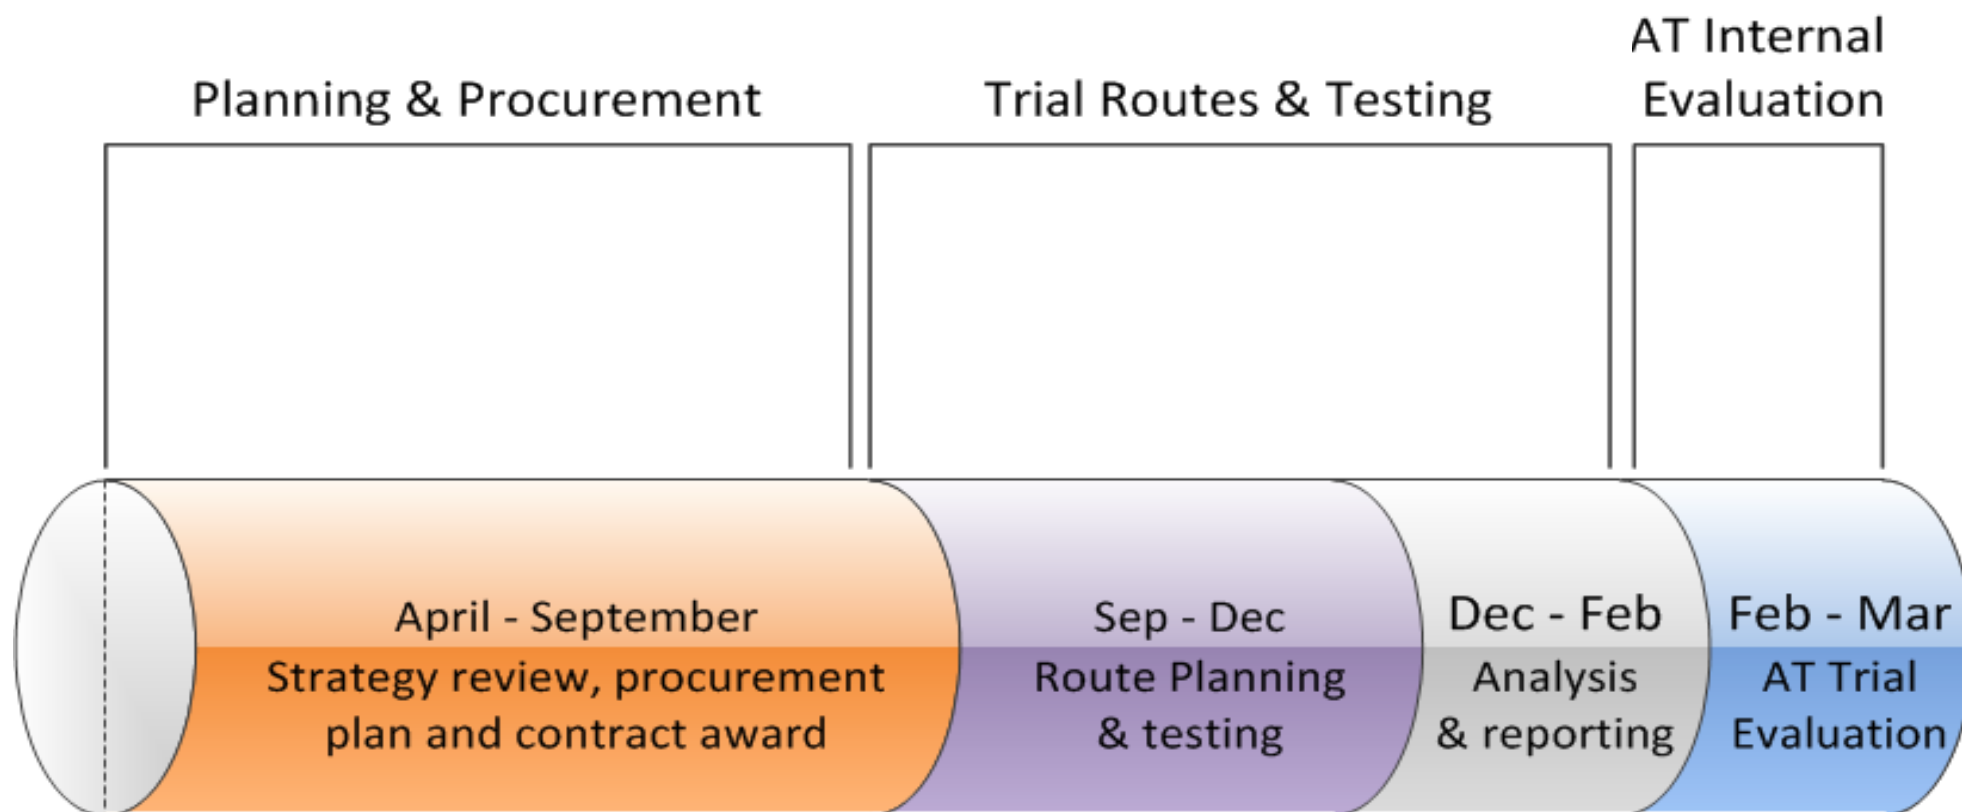 Planning & Procurement
Trial Routes & Testing
AT Internal
Evaluation
April - September
Strategy review, procurement
plan and contract award
Sep - Dec
Route Planning
& testing
Dec - Feb
Analysis
& reporting
Feb - Mar
AT Trial
Evaluation